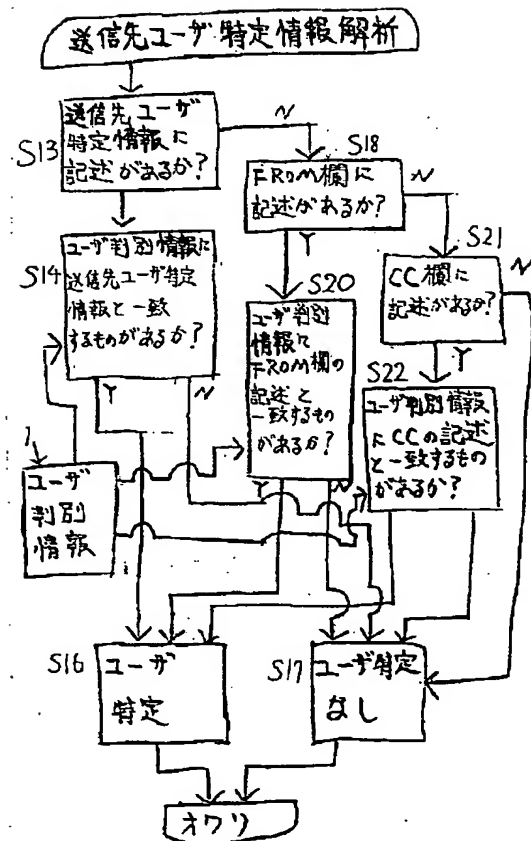 送信先ユーザ特定情報解析
S13
送信先ユーザ
特定情報に
記述があるか?
N
S18
FROM欄に
記述があるか?
N
Y
S21
CC欄に
記述があるか?
N
Y
S14
ユーザ判別情報に
送信先ユーザ特定
情報と一致
するものがあるか?
Y
N
S20
ユーザ判別
情報に
FROM欄の
記述と
一致するもの
があるか?
Y
N
S22
ユーザ判別情報
にCCの記述
と一致するもの
があるか?
1
ユーザ
判別
情報
S16
ユーザ
特定
S17
ユーザ特定
なし
オワリ